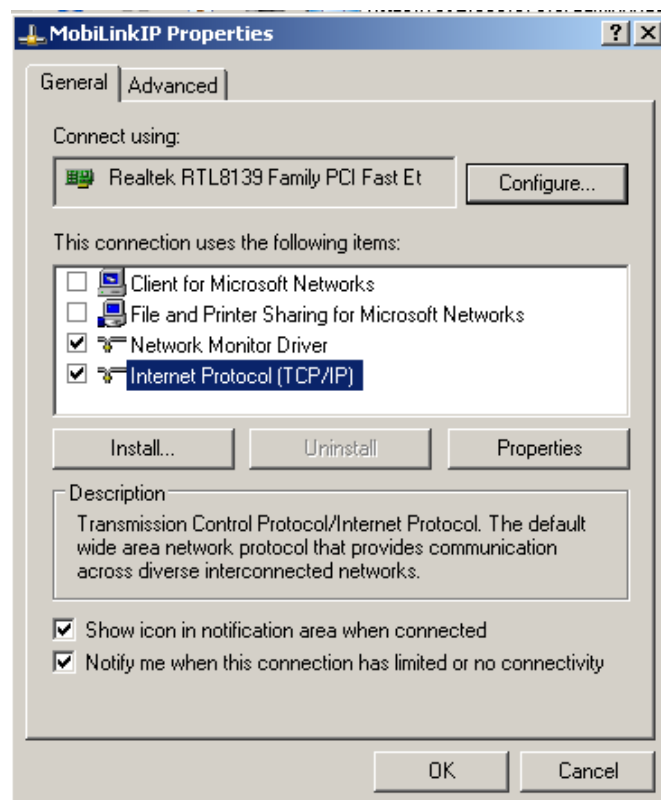 MobiLinkIP Properties
General
Advanced
Connect using:
Realtek RTL8139 Family PCI Fast Et
Configure...
This connection uses the following items:
Client for Microsoft Networks
File and Printer Sharing for Microsoft Networks
Network Monitor Driver
Internet Protocol (TCP/IP)
Install...
Uninstall
Properties
Description
Transmission Control Protocol/Internet Protocol. The default
wide area network protocol that provides communication
across diverse interconnected networks.
Show icon in notification area when connected
Notify me when this connection has limited or no connectivity
OK
Cancel